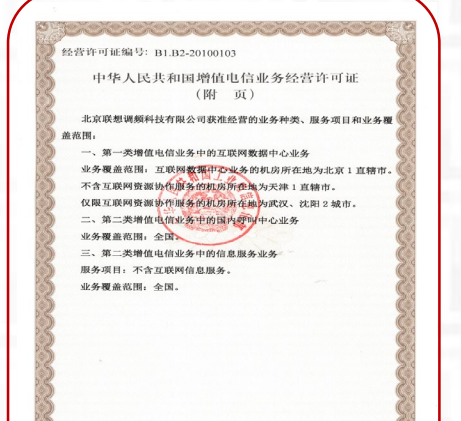 经营许可证编号：B1.B2-20100103
中华人民共和国增值电信业务经营许可证
（附　页）
北京联想调频科技有限公司获准经营的业务种类、服务项目和业务覆
盖范围：
一、第一类增值电信业务中的互联网数据中心业务
业务覆盖范围：互联网数据中心业务的机房所在地为北京1直辖市。
不含互联网资源协作服务的机房所在地为天津1直辖市。
仅限互联网资源协作服务的机房所在地为武汉、沈阳2城市。
二、第二类增值电信业务中的国内呼叫中心业务
业务覆盖范围：全国。
三、第二类增值电信业务中的信息服务业务
服务项目：不含互联网信息服务。
业务覆盖范围：全国。